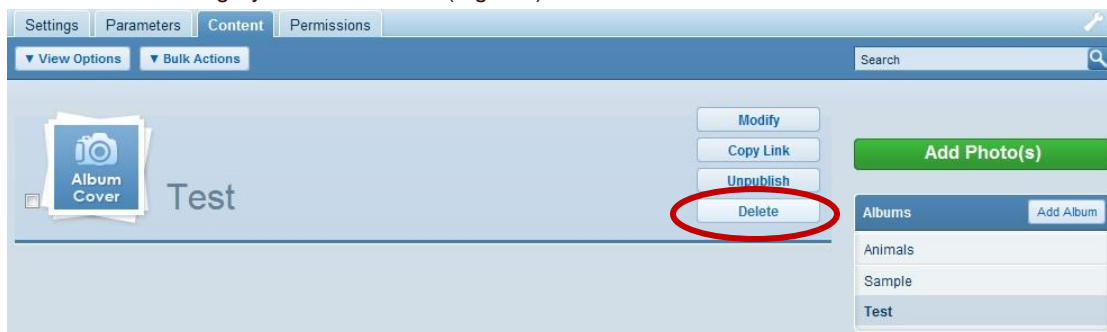 Settings Parameters Content Permissions
▼ View Options ▼ Bulk Actions Search
Modify
Copy Link
Unpublish
Delete
Album
Cover
Test
Add Photo(s)
Albums Add Album
Animals
Sample
Test